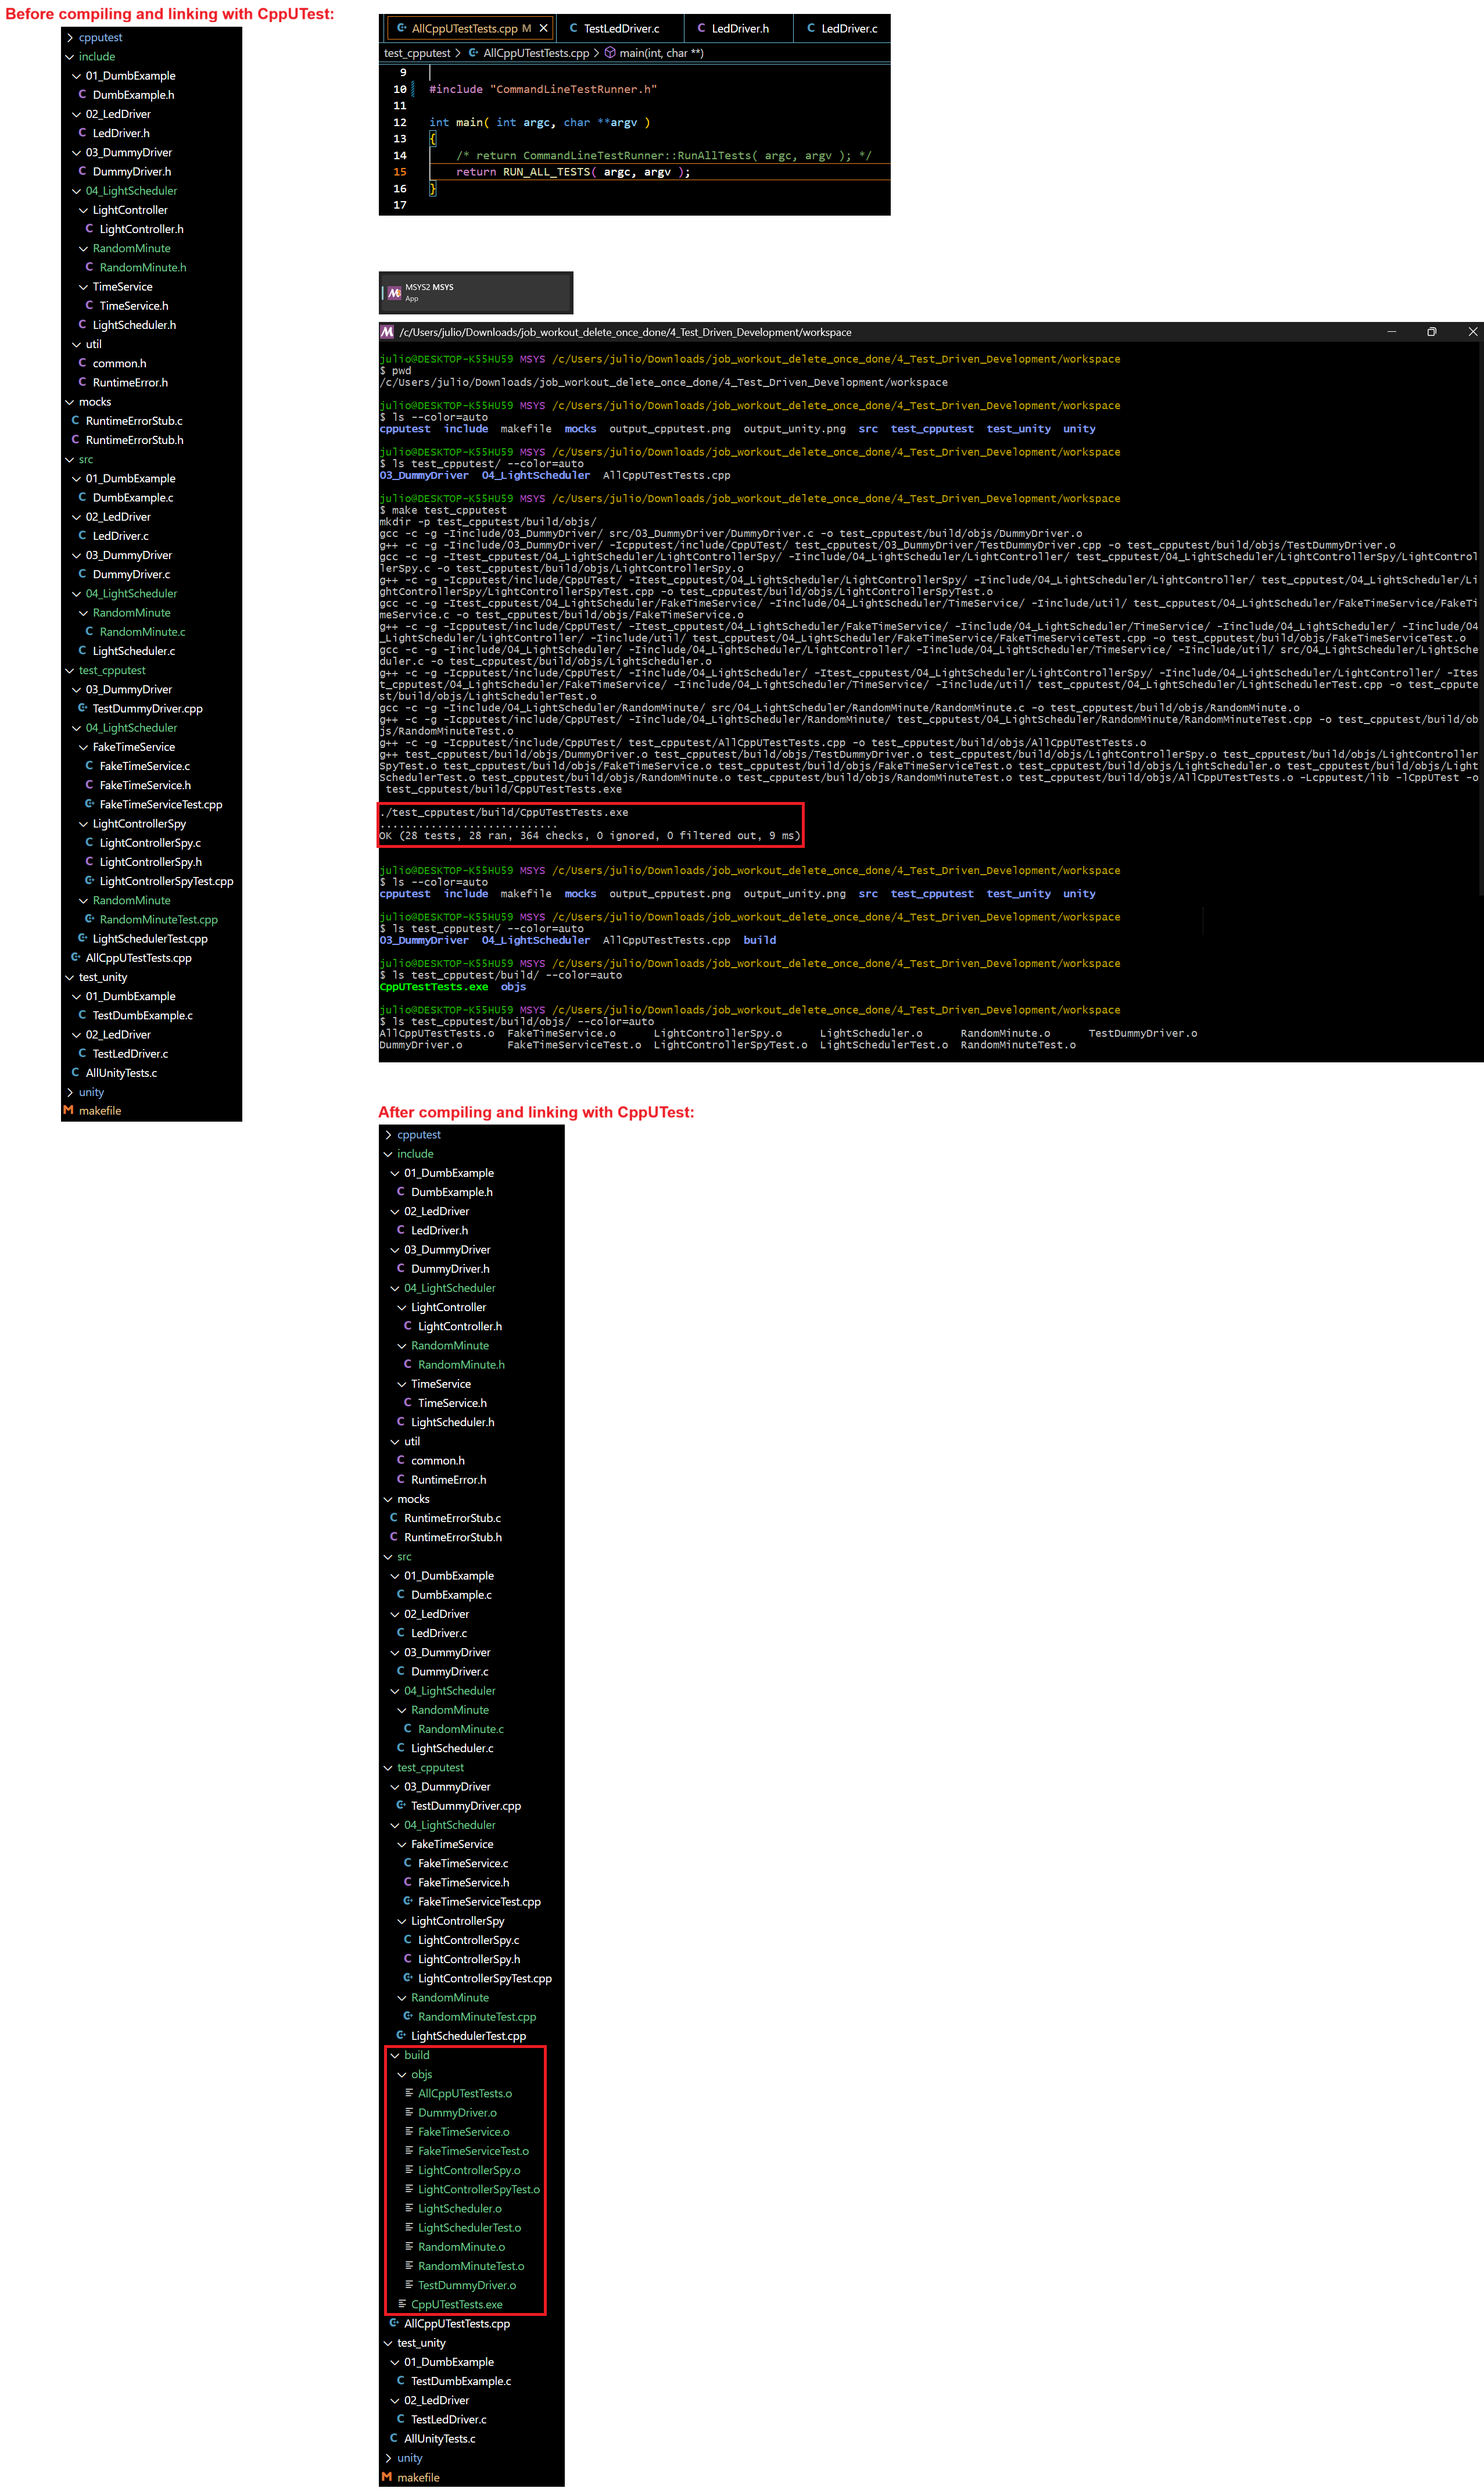 Before compiling and linking with CppUTest:
cpputest
include
01_DumbExample
DumbExample.h
02_LedDriver
LedDriver.h
03_DummyDriver
DummyDriver.h
04_LightScheduler
LightController
LightController.h
RandomMinute
RandomMinute.h
TimeService
TimeService.h
LightScheduler.h
util
common.h
RuntimeError.h
mocks
RuntimeErrorStub.c
RuntimeErrorStub.h
src
01_DumbExample
DumbExample.c
02_LedDriver
LedDriver.c
03_DummyDriver
DummyDriver.c
04_LightScheduler
RandomMinute
RandomMinute.c
LightScheduler.c
test_cpputest
03_DummyDriver
TestDummyDriver.cpp
04_LightScheduler
FakeTimeService
FakeTimeService.c
FakeTimeService.h
FakeTimeServiceTest.cpp
LightControllerSpy
LightControllerSpy.c
LightControllerSpy.h
LightControllerSpyTest.cpp
RandomMinute
RandomMinuteTest.cpp
LightSchedulerTest.cpp
AllCppUTestTests.cpp
test_unity
01_DumbExample
TestDumbExample.c
02_LedDriver
TestLedDriver.c
AllUnityTests.c
unity
makefile
AllCppUTestTests.cpp M TestLedDriver.c LedDriver.h LedDriver.c
test_cpputest > AllCppUTestTests.cpp > main(int, char **)
9
10 #include "CommandLineTestRunner.h"
11
12 int main( int argc, char **argv )
13 {
14 /* return CommandLineTestRunner::RunAllTests( argc, argv ); */
15 return RUN_ALL_TESTS( argc, argv );
16 }
17
MSYS2 MSYS
App
/c/Users/julio/Downloads/job_workout_delete_once_done/4_Test_Driven_Development/workspace
julio@DESKTOP-K55HU59 MSYS /c/Users/julio/Downloads/job_workout_delete_once_done/4_Test_Driven_Development/workspace
$ pwd
/c/Users/julio/Downloads/job_workout_delete_once_done/4_Test_Driven_Development/workspace
julio@DESKTOP-K55HU59 MSYS /c/Users/julio/Downloads/job_workout_delete_once_done/4_Test_Driven_Development/workspace
$ ls --color=auto
cpputest include makefile mocks output_cpputest.png output_unity.png src test_cpputest test_unity unity
julio@DESKTOP-K55HU59 MSYS /c/Users/julio/Downloads/job_workout_delete_once_done/4_Test_Driven_Development/workspace
$ ls test_cpputest/ --color=auto
03_DummyDriver 04_LightScheduler AllCppUTestTests.cpp
julio@DESKTOP-K55HU59 MSYS /c/Users/julio/Downloads/job_workout_delete_once_done/4_Test_Driven_Development/workspace
$ make test_cpputest
mkdir -p test_cpputest/build/objs/
gcc -c -g -Iinclude/03_DummyDriver/ src/03_DummyDriver/DummyDriver.c -o test_cpputest/build/objs/DummyDriver.o
g++ -c -g -Iinclude/03_DummyDriver/ -Icpputest/include/CppUTest/ test_cpputest/03_DummyDriver/TestDummyDriver.cpp -o test_cpputest/build/objs/TestDummyDriver.o
gcc -c -g -Itest_cpputest/04_LightScheduler/LightControllerSpy/ -Iinclude/04_LightScheduler/LightController/ test_cpputest/04_LightScheduler/LightControllerSpy/LightControl
lerSpy.c -o test_cpputest/build/objs/LightControllerSpy.o
g++ -c -g -Icpputest/include/CppUTest/ -Itest_cpputest/04_LightScheduler/LightControllerSpy/ -Iinclude/04_LightScheduler/LightController/ test_cpputest/04_LightScheduler/Li
ghtControllerSpy/LightControllerSpyTest.cpp -o test_cpputest/build/objs/LightControllerSpyTest.o
gcc -c -g -Itest_cpputest/04_LightScheduler/FakeTimeService/ -Iinclude/04_LightScheduler/TimeService/ -Iinclude/util/ test_cpputest/04_LightScheduler/FakeTimeService/FakeTi
meService.c -o test_cpputest/build/objs/FakeTimeService.o
g++ -c -g -Icpputest/include/CppUTest/ -Itest_cpputest/04_LightScheduler/FakeTimeService/ -Iinclude/04_LightScheduler/TimeService/ -Iinclude/04_LightScheduler/ -Iinclude/04
_LightScheduler/LightController/ -Iinclude/util/ test_cpputest/04_LightScheduler/FakeTimeService/FakeTimeServiceTest.cpp -o test_cpputest/build/objs/FakeTimeServiceTest.o
gcc -c -g -Iinclude/04_LightScheduler/ -Iinclude/04_LightScheduler/LightController/ -Iinclude/04_LightScheduler/TimeService/ -Iinclude/util/ src/04_LightScheduler/LightSche
duler.c -o test_cpputest/build/objs/LightScheduler.o
g++ -c -g -Icpputest/include/CppUTest/ -Iinclude/04_LightScheduler/ -Itest_cpputest/04_LightScheduler/LightControllerSpy/ -Iinclude/04_LightScheduler/LightController/ -Ites
t_cpputest/04_LightScheduler/FakeTimeService/ -Iinclude/04_LightScheduler/TimeService/ -Iinclude/util/ test_cpputest/04_LightScheduler/LightSchedulerTest.cpp -o test_cppute
st/build/objs/LightSchedulerTest.o
gcc -c -g -Iinclude/04_LightScheduler/RandomMinute/ src/04_LightScheduler/RandomMinute/RandomMinute.c -o test_cpputest/build/objs/RandomMinute.o
g++ -c -g -Icpputest/include/CppUTest/ -Iinclude/04_LightScheduler/RandomMinute/ test_cpputest/04_LightScheduler/RandomMinute/RandomMinuteTest.cpp -o test_cpputest/build/ob
js/RandomMinuteTest.o
g++ -c -g -Icpputest/include/CppUTest/ test_cpputest/AllCppUTestTests.cpp -o test_cpputest/build/objs/AllCppUTestTests.o
g++ test_cpputest/build/objs/DummyDriver.o test_cpputest/build/objs/TestDummyDriver.o test_cpputest/build/objs/LightControllerSpy.o test_cpputest/build/objs/LightController
SpyTest.o test_cpputest/build/objs/FakeTimeService.o test_cpputest/build/objs/FakeTimeServiceTest.o test_cpputest/build/objs/LightScheduler.o test_cpputest/build/objs/Light
SchedulerTest.o test_cpputest/build/objs/RandomMinute.o test_cpputest/build/objs/RandomMinuteTest.o test_cpputest/build/objs/AllCppUTestTests.o -Lcpputest/lib -lCppUTest -o
test_cpputest/build/CppUTestTests.exe
./test_cpputest/build/CppUTestTests.exe
............................
OK (28 tests, 28 ran, 364 checks, 0 ignored, 0 filtered out, 9 ms)
julio@DESKTOP-K55HU59 MSYS /c/Users/julio/Downloads/job_workout_delete_once_done/4_Test_Driven_Development/workspace
$ ls --color=auto
cpputest include makefile mocks output_cpputest.png output_unity.png src test_cpputest test_unity unity
julio@DESKTOP-K55HU59 MSYS /c/Users/julio/Downloads/job_workout_delete_once_done/4_Test_Driven_Development/workspace
$ ls test_cpputest/ --color=auto
03_DummyDriver 04_LightScheduler AllCppUTestTests.cpp build
julio@DESKTOP-K55HU59 MSYS /c/Users/julio/Downloads/job_workout_delete_once_done/4_Test_Driven_Development/workspace
$ ls test_cpputest/build/ --color=auto
CppUTestTests.exe objs
julio@DESKTOP-K55HU59 MSYS /c/Users/julio/Downloads/job_workout_delete_once_done/4_Test_Driven_Development/workspace
$ ls test_cpputest/build/objs/ --color=auto
AllCppUTestTests.o FakeTimeService.o LightControllerSpy.o LightScheduler.o RandomMinute.o TestDummyDriver.o
DummyDriver.o FakeTimeServiceTest.o LightControllerSpyTest.o LightSchedulerTest.o RandomMinuteTest.o
After compiling and linking with CppUTest:
cpputest
include
01_DumbExample
DumbExample.h
02_LedDriver
LedDriver.h
03_DummyDriver
DummyDriver.h
04_LightScheduler
LightController
LightController.h
RandomMinute
RandomMinute.h
TimeService
TimeService.h
LightScheduler.h
util
common.h
RuntimeError.h
mocks
RuntimeErrorStub.c
RuntimeErrorStub.h
src
01_DumbExample
DumbExample.c
02_LedDriver
LedDriver.c
03_DummyDriver
DummyDriver.c
04_LightScheduler
RandomMinute
RandomMinute.c
LightScheduler.c
test_cpputest
03_DummyDriver
TestDummyDriver.cpp
04_LightScheduler
FakeTimeService
FakeTimeService.c
FakeTimeService.h
FakeTimeServiceTest.cpp
LightControllerSpy
LightControllerSpy.c
LightControllerSpy.h
LightControllerSpyTest.cpp
RandomMinute
RandomMinuteTest.cpp
LightSchedulerTest.cpp
build
objs
AllCppUTestTests.o
DummyDriver.o
FakeTimeService.o
FakeTimeServiceTest.o
LightControllerSpy.o
LightControllerSpyTest.o
LightScheduler.o
LightSchedulerTest.o
RandomMinute.o
RandomMinuteTest.o
TestDummyDriver.o
CppUTestTests.exe
AllCppUTestTests.cpp
test_unity
01_DumbExample
TestDumbExample.c
02_LedDriver
TestLedDriver.c
AllUnityTests.c
unity
makefile